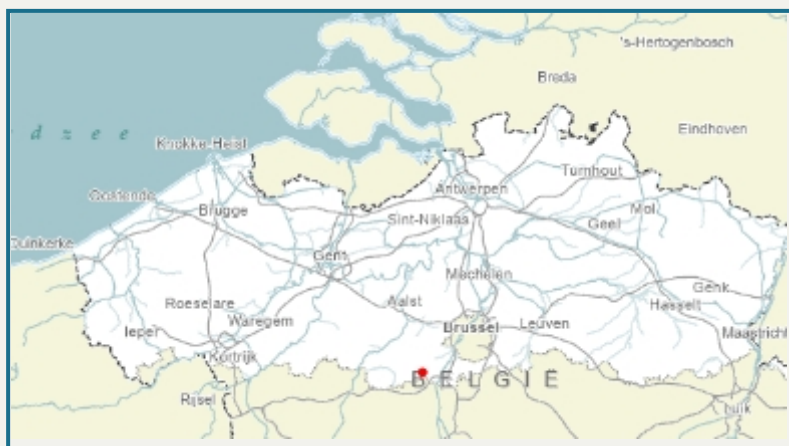 's-Hertogenbosch
Breda
Eindhoven
d z e e
Knokke-Heist
Turnhout
Antwerpen
Oostende
Brugge
Sint-Niklaas
Mol
Geel
Duinkerke
Gent
Mechelen
Genk
Roeselare
Aalst
Hasselt
Ieper
Waregem
Brussel
Leuven
Maastricht
Kortrijk
BELGIË
Rijsel
Luik